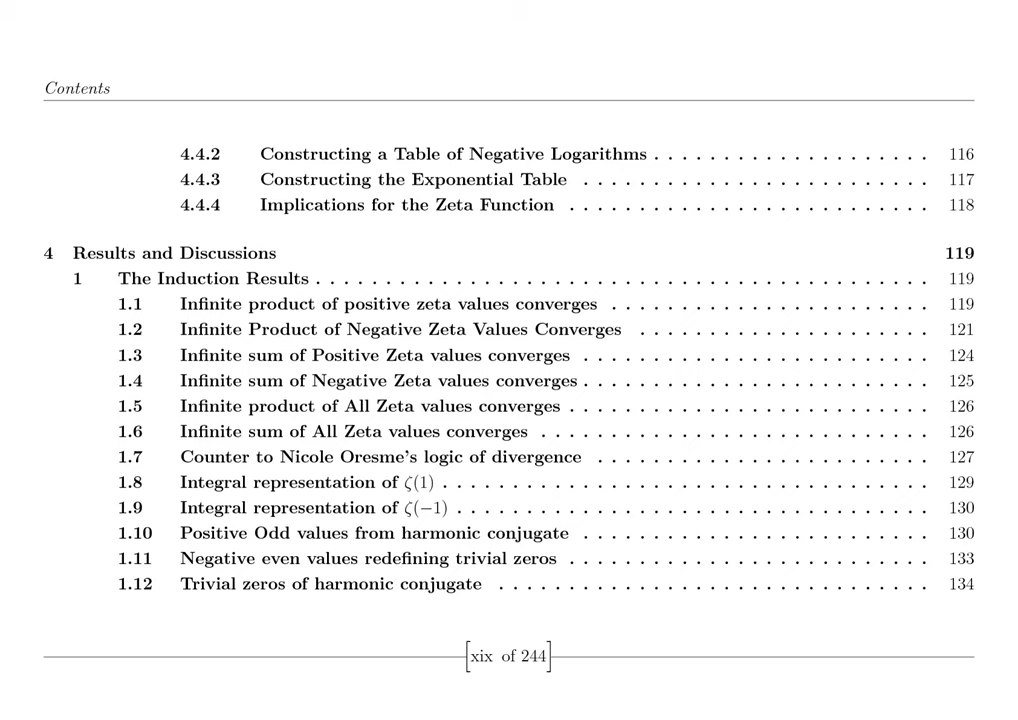 Contents
4.4.2 Constructing a Table of Negative Logarithms . . . . . . . . . . . . . . . . . . . . 116
4.4.3 Constructing the Exponential Table . . . . . . . . . . . . . . . . . . . . . . . . . 117
4.4.4 Implications for the Zeta Function . . . . . . . . . . . . . . . . . . . . . . . . . . 118
4 Results and Discussions 119
1 The Induction Results . . . . . . . . . . . . . . . . . . . . . . . . . . . . . . . . . . . . . . . . . . . . 119
1.1 Infinite product of positive zeta values converges . . . . . . . . . . . . . . . . . . . . . . . 119
1.2 Infinite Product of Negative Zeta Values Converges . . . . . . . . . . . . . . . . . . . . . 121
1.3 Infinite sum of Positive Zeta values converges . . . . . . . . . . . . . . . . . . . . . . . . . 124
1.4 Infinite sum of Negative Zeta values converges . . . . . . . . . . . . . . . . . . . . . . . . . 125
1.5 Infinite product of All Zeta values converges . . . . . . . . . . . . . . . . . . . . . . . . . . 126
1.6 Infinite sum of All Zeta values converges . . . . . . . . . . . . . . . . . . . . . . . . . . . . 126
1.7 Counter to Nicole Oresme's logic of divergence . . . . . . . . . . . . . . . . . . . . . . . . 127
1.8 Integral representation of ζ(1) . . . . . . . . . . . . . . . . . . . . . . . . . . . . . . . . . . . 129
1.9 Integral representation of ζ(−1) . . . . . . . . . . . . . . . . . . . . . . . . . . . . . . . . . . 130
1.10 Positive Odd values from harmonic conjugate . . . . . . . . . . . . . . . . . . . . . . . . . 130
1.11 Negative even values redefining trivial zeros . . . . . . . . . . . . . . . . . . . . . . . . . . 133
1.12 Trivial zeros of harmonic conjugate . . . . . . . . . . . . . . . . . . . . . . . . . . . . . . . 134
[xix of 244]